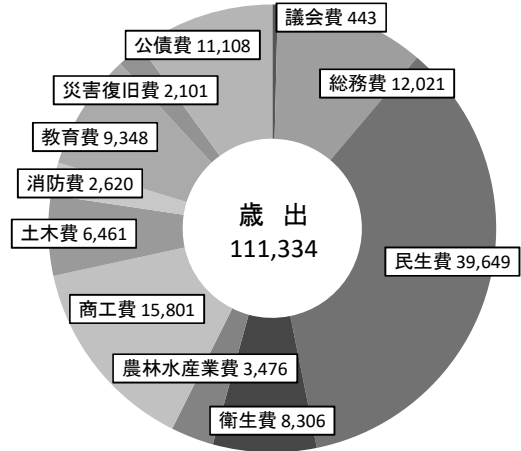 議会費 443
総務費 12,021
民生費 39,649
衛生費 8,306
農林水産業費 3,476
商工費 15,801
土木費 6,461
消防費 2,620
教育費 9,348
災害復旧費 2,101
公債費 11,108
歳 出
111,334